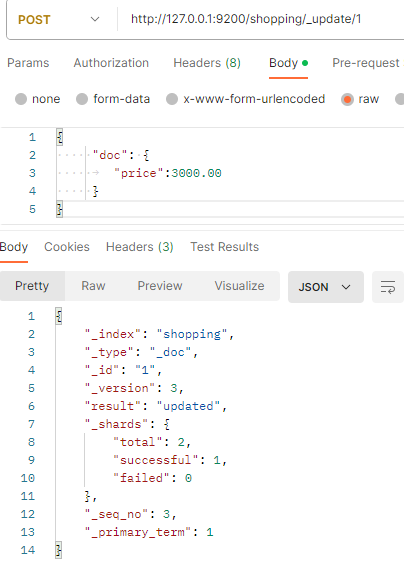 POST http://127.0.0.1:9200/shopping/_update/1
Params Authorization Headers (8) Body Pre-request
none form-data x-www-form-urlencoded raw
1 {
2 "doc": {
3 "price":3000.00
4 }
5 }
Body Cookies Headers (3) Test Results
Pretty Raw Preview Visualize JSON
1 {
2 "_index": "shopping",
3 "_type": "_doc",
4 "_id": "1",
5 "_version": 3,
6 "result": "updated",
7 "_shards": {
8 "total": 2,
9 "successful": 1,
10 "failed": 0
11 },
12 "_seq_no": 3,
13 "_primary_term": 1
14 }